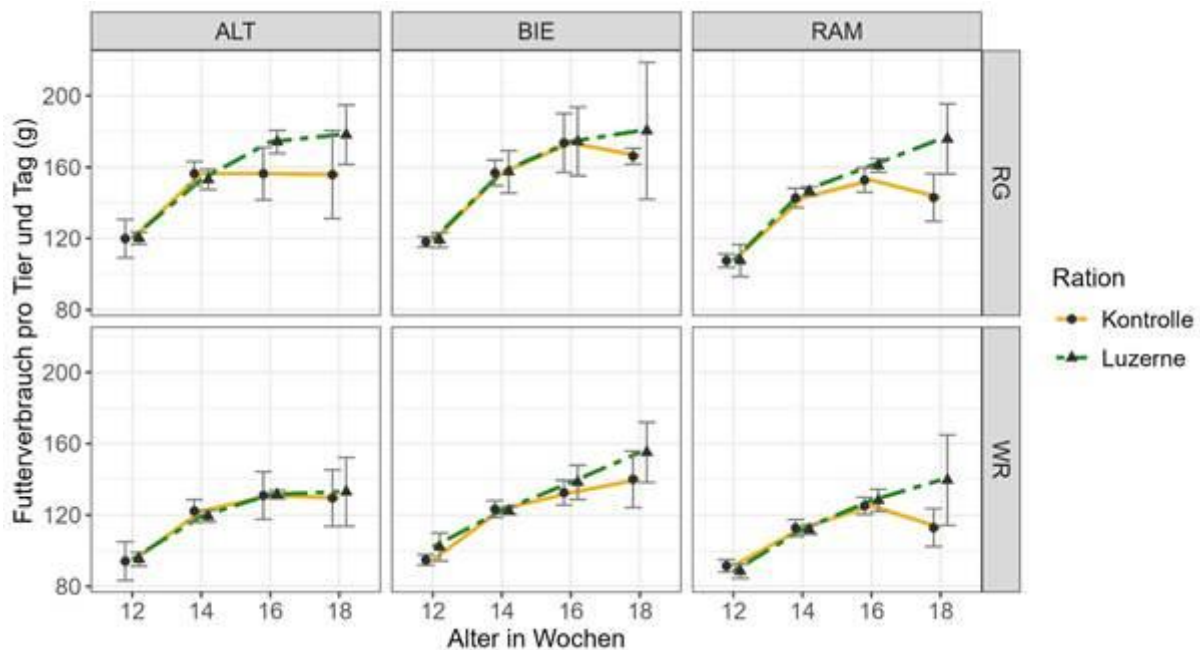 ALT BIE RAM
Futterverbrauch pro Tier und Tag (g)
200
160
120
80
RG
200
160
120
80
WR
12 14 16 18 12 14 16 18 12 14 16 18
Alter in Wochen
Ration
Kontrolle
Luzerne